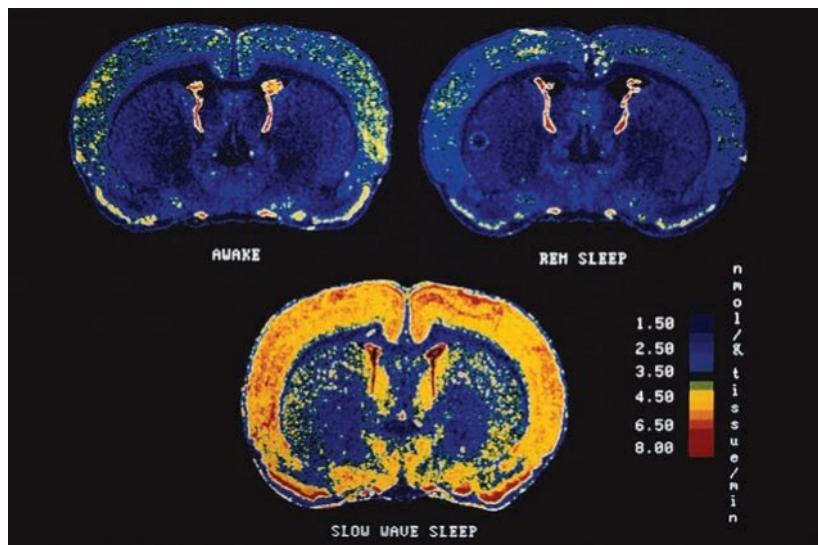 AWAKE
REM SLEEP
1.50
2.50
3.50
4.50
6.50
8.00
nmol/& tissue/min
SLOW WAVE SLEEP